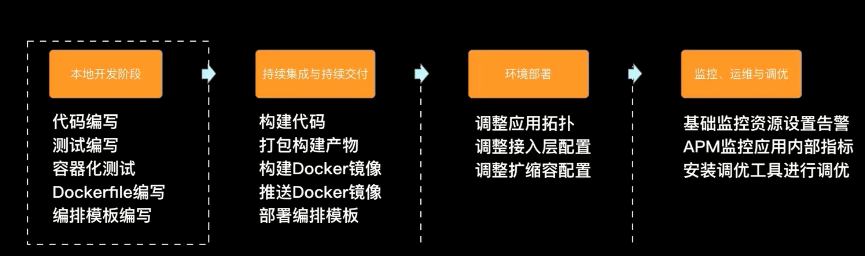 本地开发阶段
代码编写
测试编写
容器化测试
Dockerfile编写
编排模板编写
持续集成与持续交付
构建代码
打包构建产物
构建Docker镜像
推送Docker镜像
部署编排模板
环境部署
调整应用拓扑
调整接入层配置
调整扩缩容配置
监控、运维与调优
基础监控资源设置告警
APM监控应用内部指标
安装调优工具进行调优